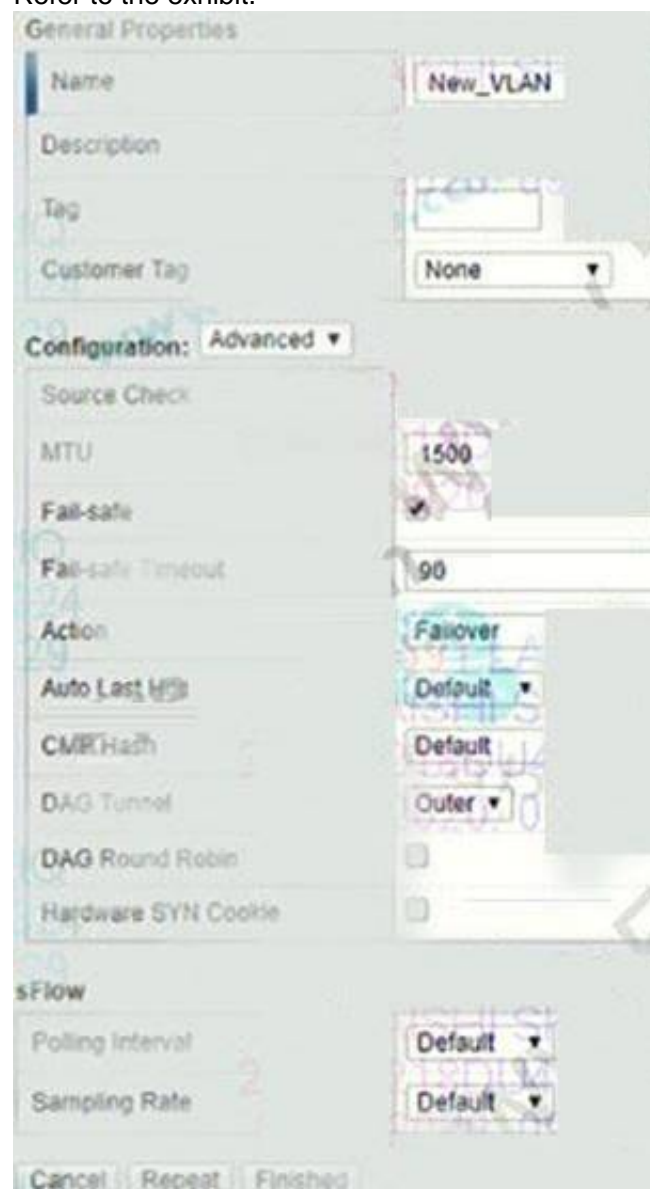 Refer to the exhibit.
General Properties
Name New_VLAN
Description
Tag
Customer Tag None
Configuration: Advanced
Source Check
MTU 1500
Fail-safe
Fail-safe Timeout 90
Action Failover
Auto Last Default
CMP Hash Default
DAG Tunnel Outer
DAG Round Robin
Hardware SYN Cookie
sFlow
Polling Interval Default
Sampling Rate Default
Cancel Repeat Finished